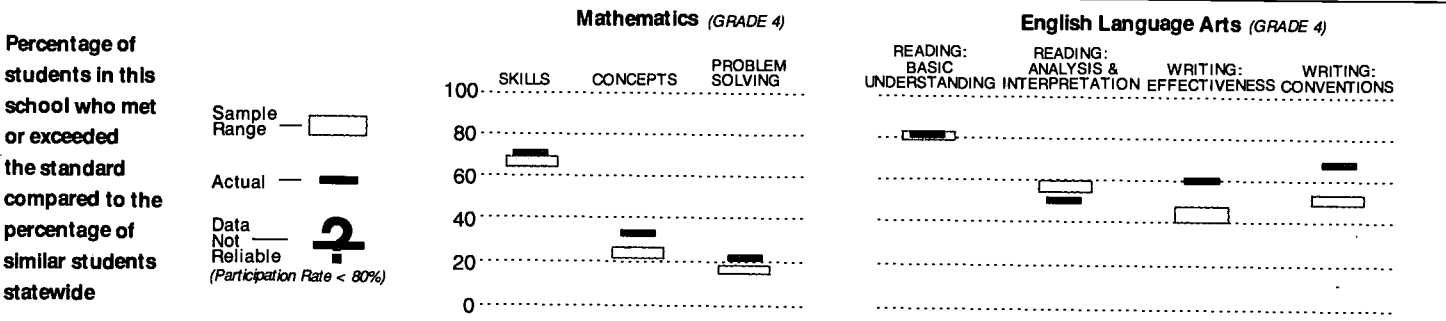 Percentage of
students in this
school who met
or exceeded
the standard
compared to the
percentage of
similar students
statewide
Sample
Range
Actual
Data
Not
Reliable
?
(Participation Rate < 80%)
Mathematics (GRADE 4)
SKILLS
CONCEPTS
PROBLEM
SOLVING
100
80
60
40
20
0
English Language Arts (GRADE 4)
READING:
BASIC
UNDERSTANDING
READING:
ANALYSIS &
INTERPRETATION
WRITING:
EFFECTIVENESS
WRITING:
CONVENTIONS